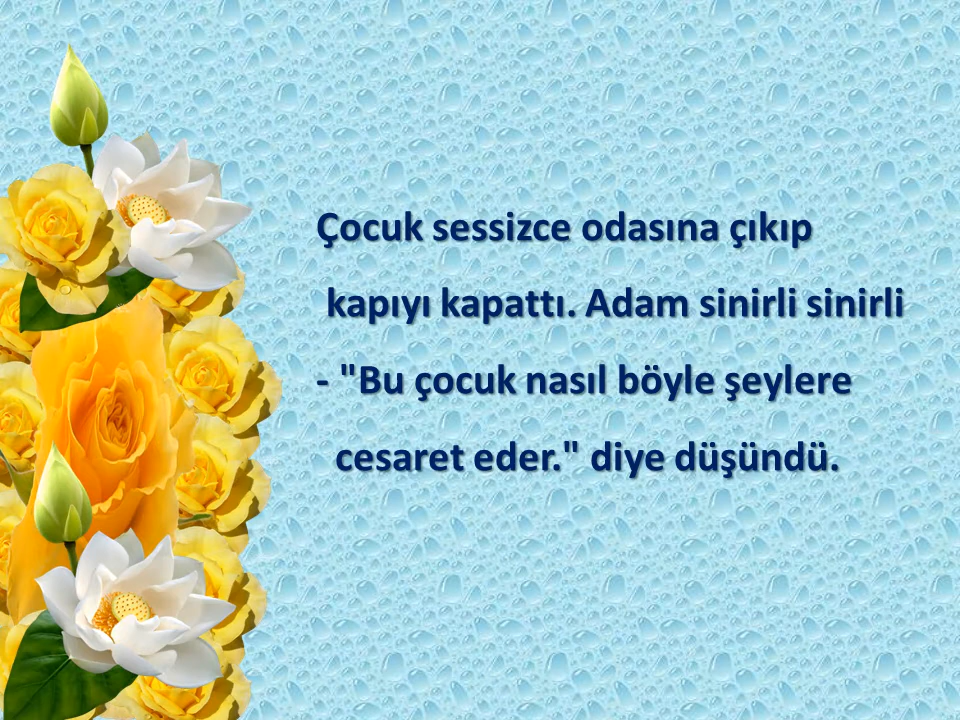 Çocuk sessizce odasına çıkıp
kapıyı kapattı. Adam sinirli sinirli
- "Bu çocuk nasıl böyle şeylere
cesaret eder." diye düşündü.